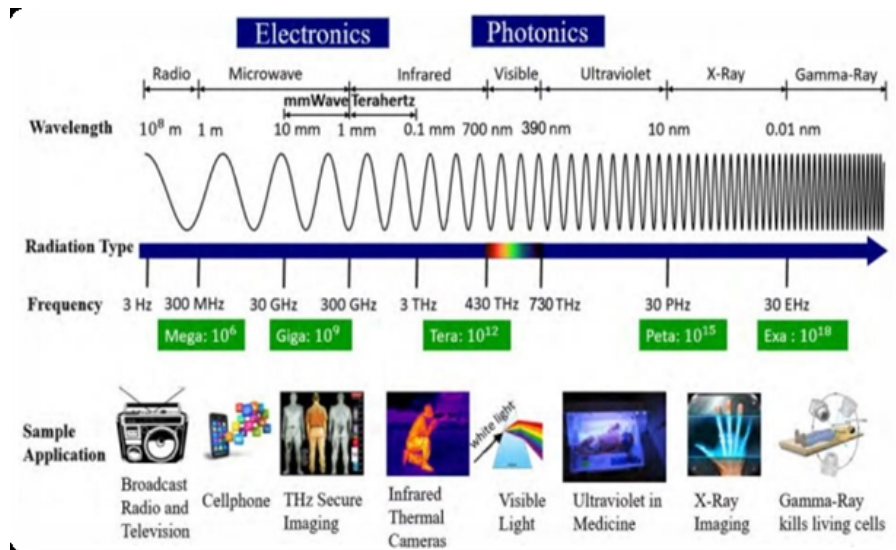 Electronics Photonics
Radio Microwave Infrared Visible Ultraviolet X-Ray Gamma-Ray
mmWave Terahertz
Wavelength 10⁸ m 1 m 10 mm 1 mm 0.1 mm 700 nm 390 nm 10 nm 0.01 nm
Radiation Type
Frequency 3 Hz 300 MHz 30 GHz 300 GHz 3 THz 430 THz 730 THz 30 PHz 30 EHz
Mega: 10⁶ Giga: 10⁹ Tera: 10¹² Peta: 10¹⁵ Exa : 10¹⁸
white light
Sample
Application
Broadcast
Radio and
Television
Cellphone
THz Secure
Imaging
Infrared
Thermal
Cameras
Visible
Light
Ultraviolet in
Medicine
X-Ray
Imaging
Gamma-Ray
kills living cells